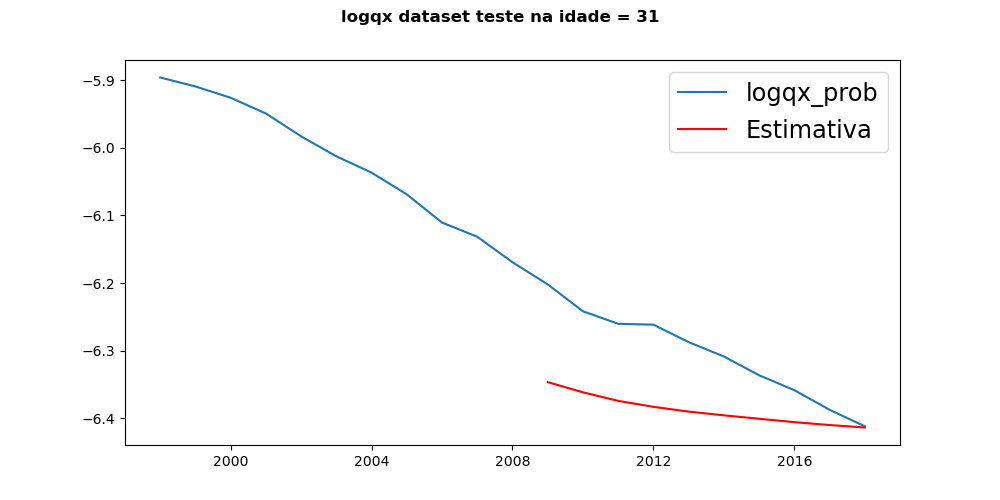 logqx dataset teste na idade = 31
logqx_prob
Estimativa
−5.9
−6.0
−6.1
−6.2
−6.3
−6.4
2000 2004 2008 2012 2016